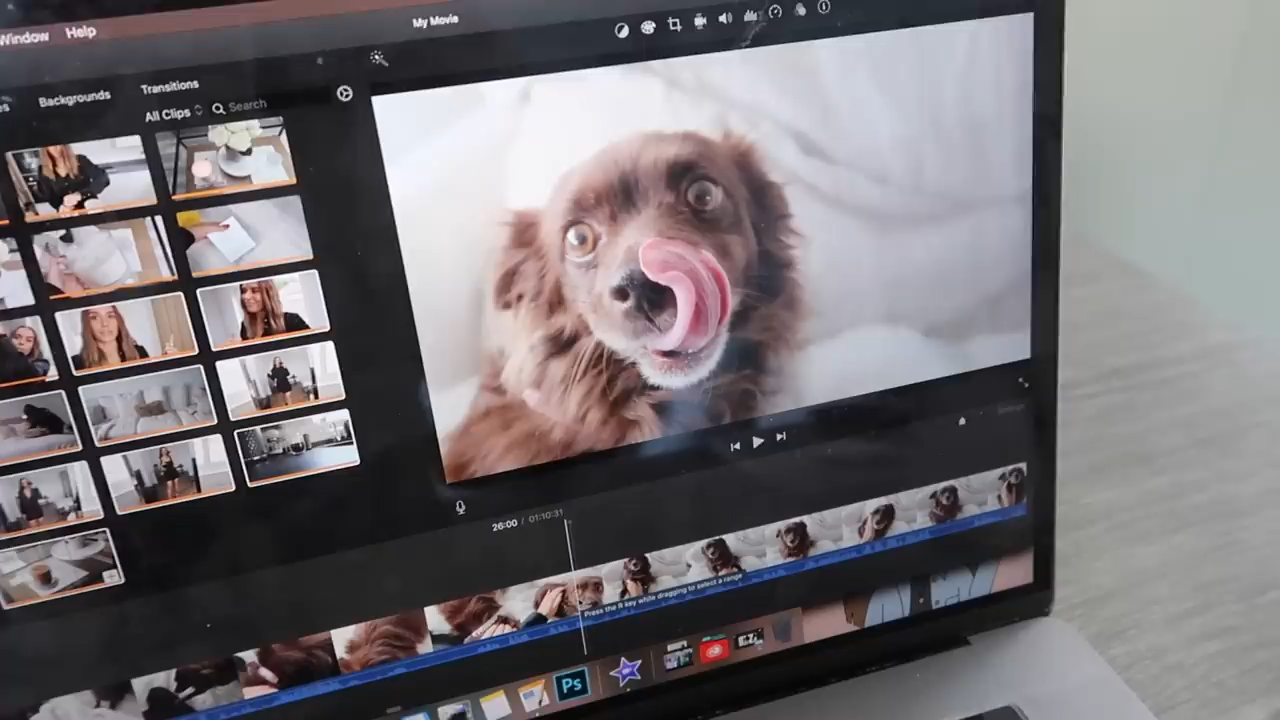 Window Help
My Movie
Backgrounds
Transitions
All Clips
Search
26:00 / 01:10:31
Press the R key while dragging to select a range
Ps